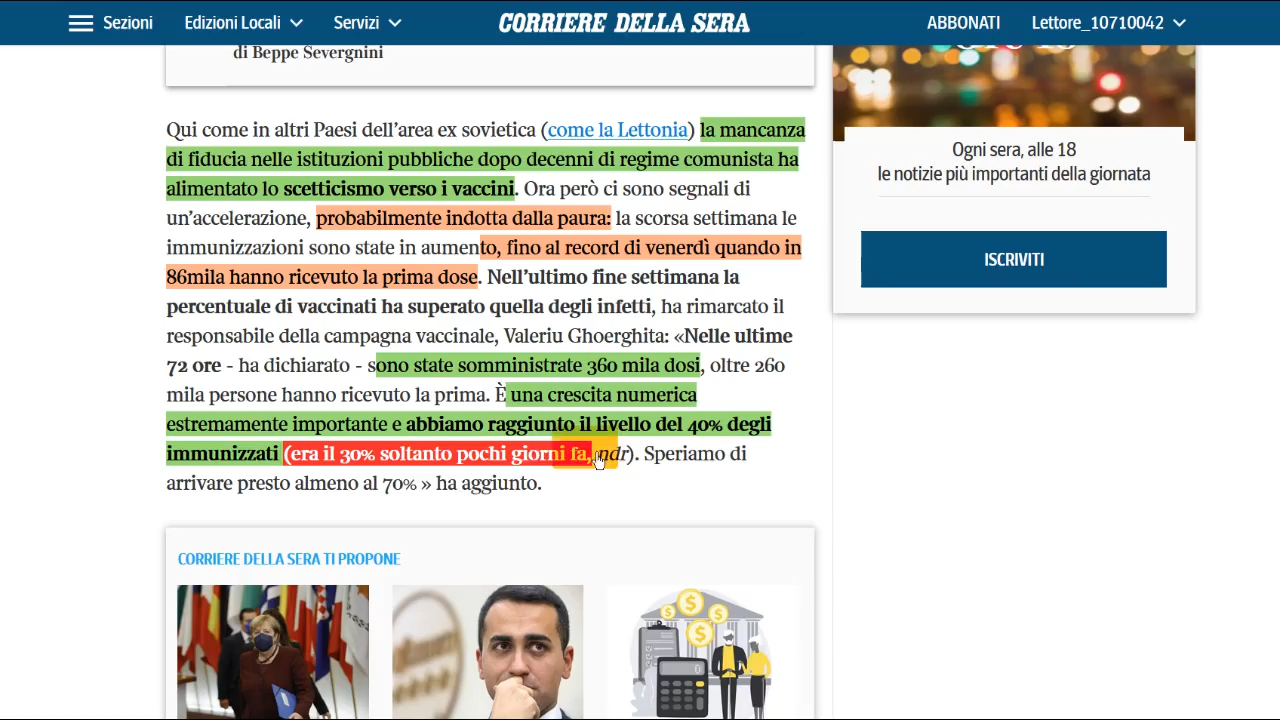 Sezioni
Edizioni Locali
Servizi
CORRIERE DELLA SERA
ABBONATI
Lettore_10710042
di Beppe Severgnini
Qui come in altri Paesi dell’area ex sovietica (come la Lettonia) la mancanza
di fiducia nelle istituzioni pubbliche dopo decenni di regime comunista ha
alimentato lo scetticismo verso i vaccini. Ora però ci sono segnali di
un’accelerazione, probabilmente indotta dalla paura: la scorsa settimana le
immunizzazioni sono state in aumento, fino al record di venerdì quando in
86mila hanno ricevuto la prima dose. Nell’ultimo fine settimana la
percentuale di vaccinati ha superato quella degli infetti, ha rimarcato il
responsabile della campagna vaccinale, Valeriu Ghoerghita: «Nelle ultime
72 ore - ha dichiarato - sono state somministrate 360 mila dosi, oltre 260
mila persone hanno ricevuto la prima. È una crescita numerica
estremamente importante e abbiamo raggiunto il livello del 40% degli
immunizzati (era il 30% soltanto pochi giorni fa, ndr). Speriamo di
arrivare presto almeno al 70% » ha aggiunto.
CORRIERE DELLA SERA TI PROPONE
Ogni sera, alle 18
le notizie più importanti della giornata
ISCRIVITI